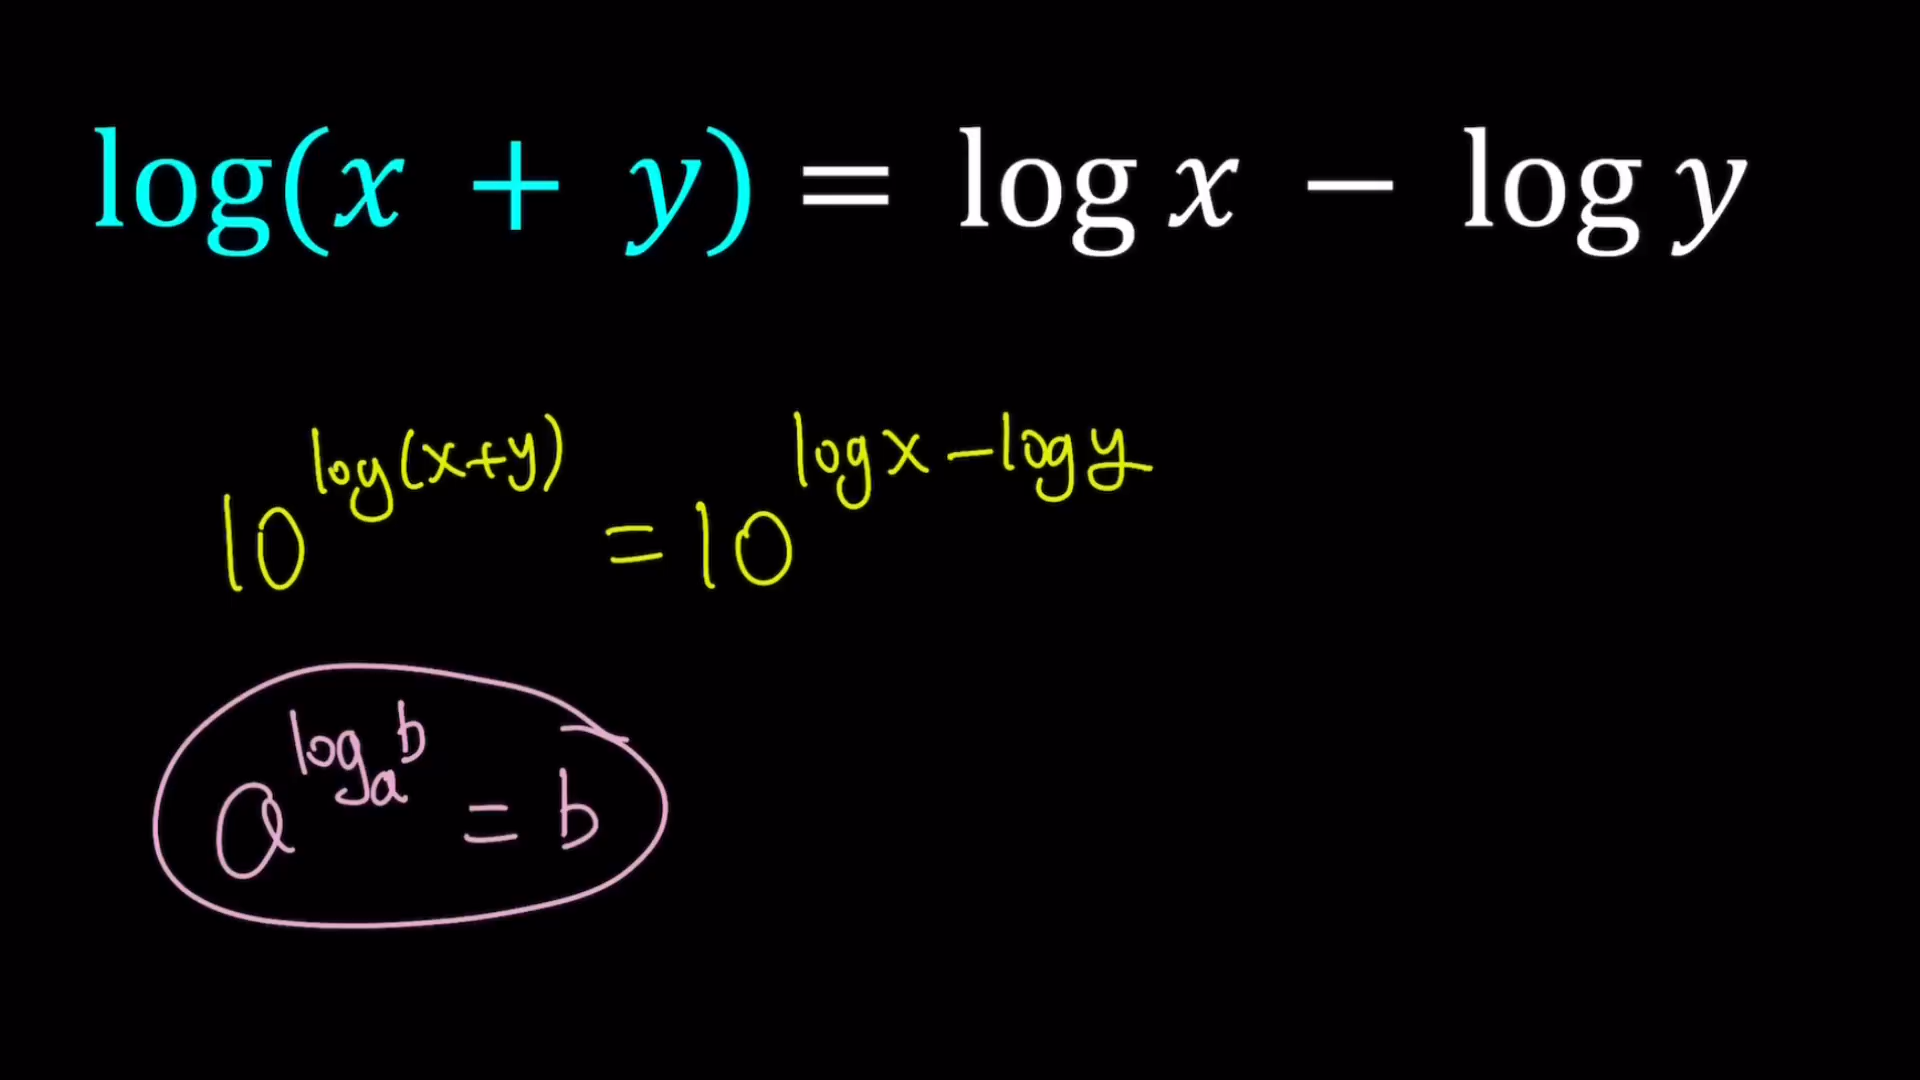 log(x + y) = log x − log y
10^log(x+y) = 10^log x − log y
a^log_a b = b